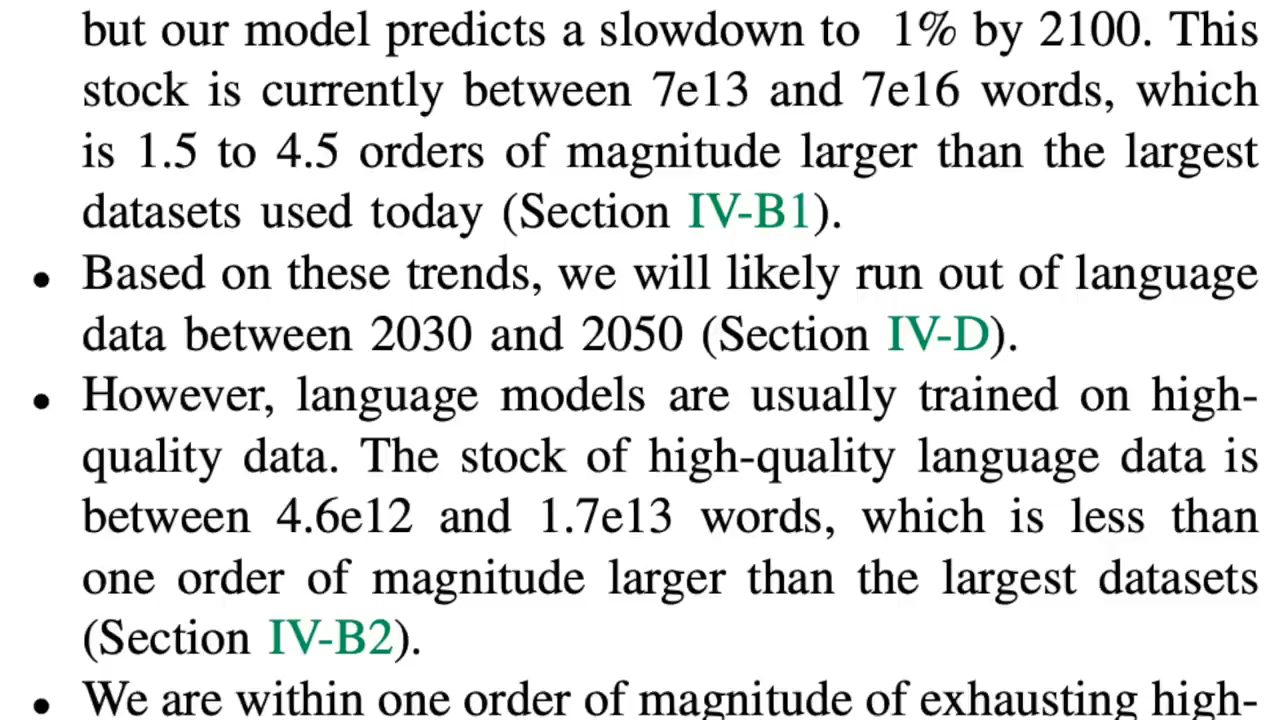 but our model predicts a slowdown to 1% by 2100. This
stock is currently between 7e13 and 7e16 words, which
is 1.5 to 4.5 orders of magnitude larger than the largest
datasets used today (Section IV-B1).
• Based on these trends, we will likely run out of language
data between 2030 and 2050 (Section IV-D).
• However, language models are usually trained on high-
quality data. The stock of high-quality language data is
between 4.6e12 and 1.7e13 words, which is less than
one order of magnitude larger than the largest datasets
(Section IV-B2).
• We are within one order of magnitude of exhausting high-